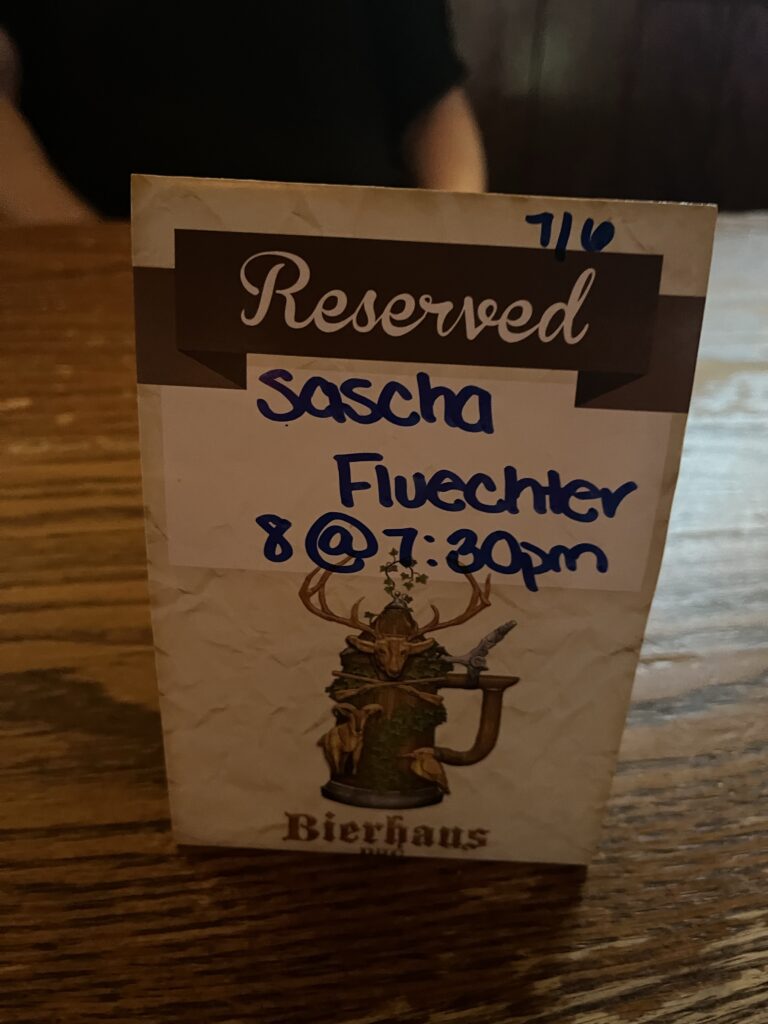 7/6
Reserved
Sascha
Fluechter
8 @ 7:30pm
Bierhaus